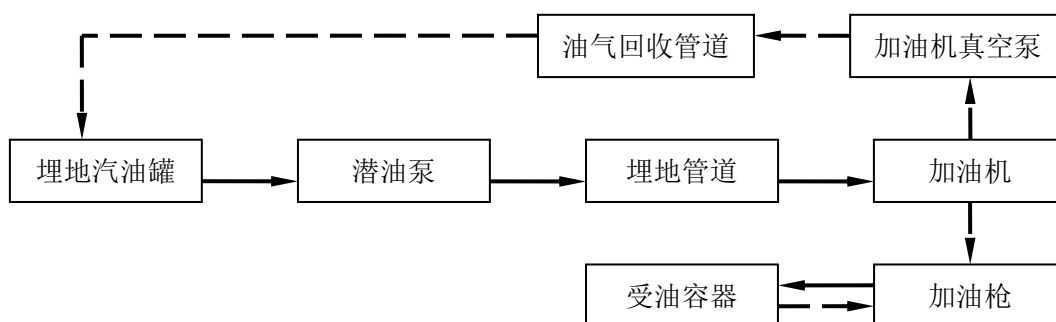 油气回收管道
加油机真空泵
埋地汽油罐
潜油泵
埋地管道
加油机
受油容器
加油枪